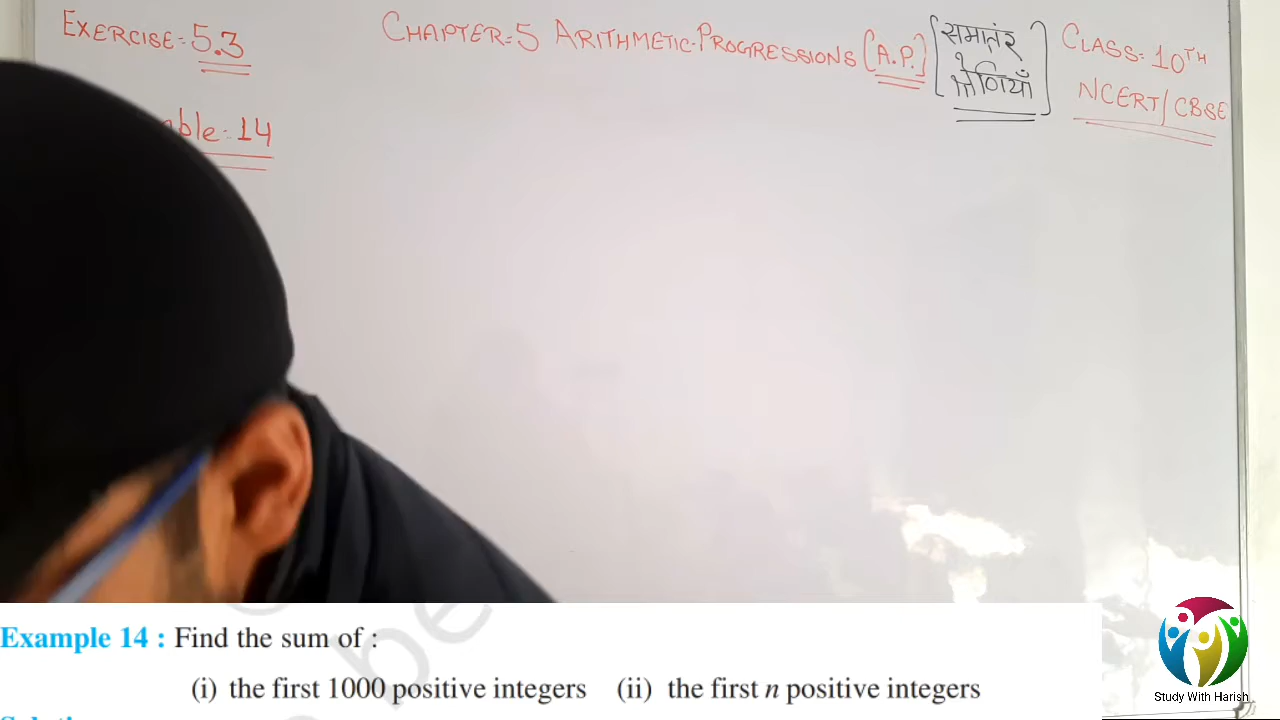 EXERCISE:- 5.3
CHAPTER:-5 ARITHMETIC-PROGRESSIONS (A.P.) [समांतर श्रेणियाँ]
CLASS:- 10TH
NCERT/CBSE
14
Example 14 : Find the sum of :
(i) the first 1000 positive integers (ii) the first n positive integers
Study With Harish